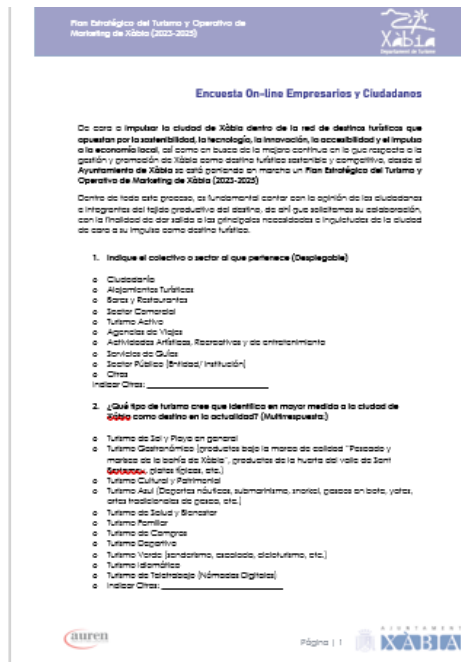 Plan Estratégico del Turismo y Operativo de
Marketing de Xàbia (2023-2025)
Xàbia
Departament de Turisme
Encuesta On-line Empresarios y Ciudadanos
De cara a impulsar la ciudad de Xàbia dentro de la red de destinos turísticos que
apuestan por la sostenibilidad, la tecnología, la innovación, la accesibilidad y el impulso
a la economía local, así como en busca de la mejora continua en lo que respecta a la
gestión y promoción de Xàbia como destino turístico sostenible y competitivo, desde el
Ayuntamiento de Xàbia se está poniendo en marcha un Plan Estratégico del Turismo y
Operativo de Marketing de Xàbia (2023-2025)
Dentro de todo este proceso, es fundamental contar con la opinión de los ciudadanos
e integrantes del tejido productivo del destino, de ahí que solicitemos su colaboración,
con la finalidad de dar salida a las principales necesidades e inquietudes de la ciudad
de cara a su impulso como destino turístico.
1. Indique el colectivo o sector al que pertenece (Desplegable)
o Ciudadanía
o Alojamientos Turísticos
o Bares y Restaurantes
o Sector Comercial
o Turismo Activo
o Agencias de Viajes
o Actividades Artísticas, Recreativas y de entretenimiento
o Servicios de Guías
o Sector Público (Entidad/ Institución)
o Otros
Indicar Otros:
2. ¿Qué tipo de turismo cree que identifica en mayor medida a la ciudad de
Xàbia como destino en la actualidad? (Multirrespuesta:)
o Turismo de Sol y Playa en general
o Turismo Gastronómico (productos bajo la marca de calidad "Pescado y
marisco de la bahía de Xàbia", productos de la huerta del valle de Sant
Bertomeu, platos típicos, etc.)
o Turismo Cultural y Patrimonial
o Turismo Azul (Deportes náuticos, submarinismo, snorkel, paseos en bote, yates,
artes tradicionales de pesca, etc.)
o Turismo de Salud y Bienestar
o Turismo Familiar
o Turismo de Compras
o Turismo Deportivo
o Turismo Verde (senderismo, escalada, cicloturismo, etc.)
o Turismo Idiomático
o Turismo de Teletrabajo (Nómadas Digitales)
o Indicar Otros:
auren
Página | 1
AJUNTAMENT
XÀBIA